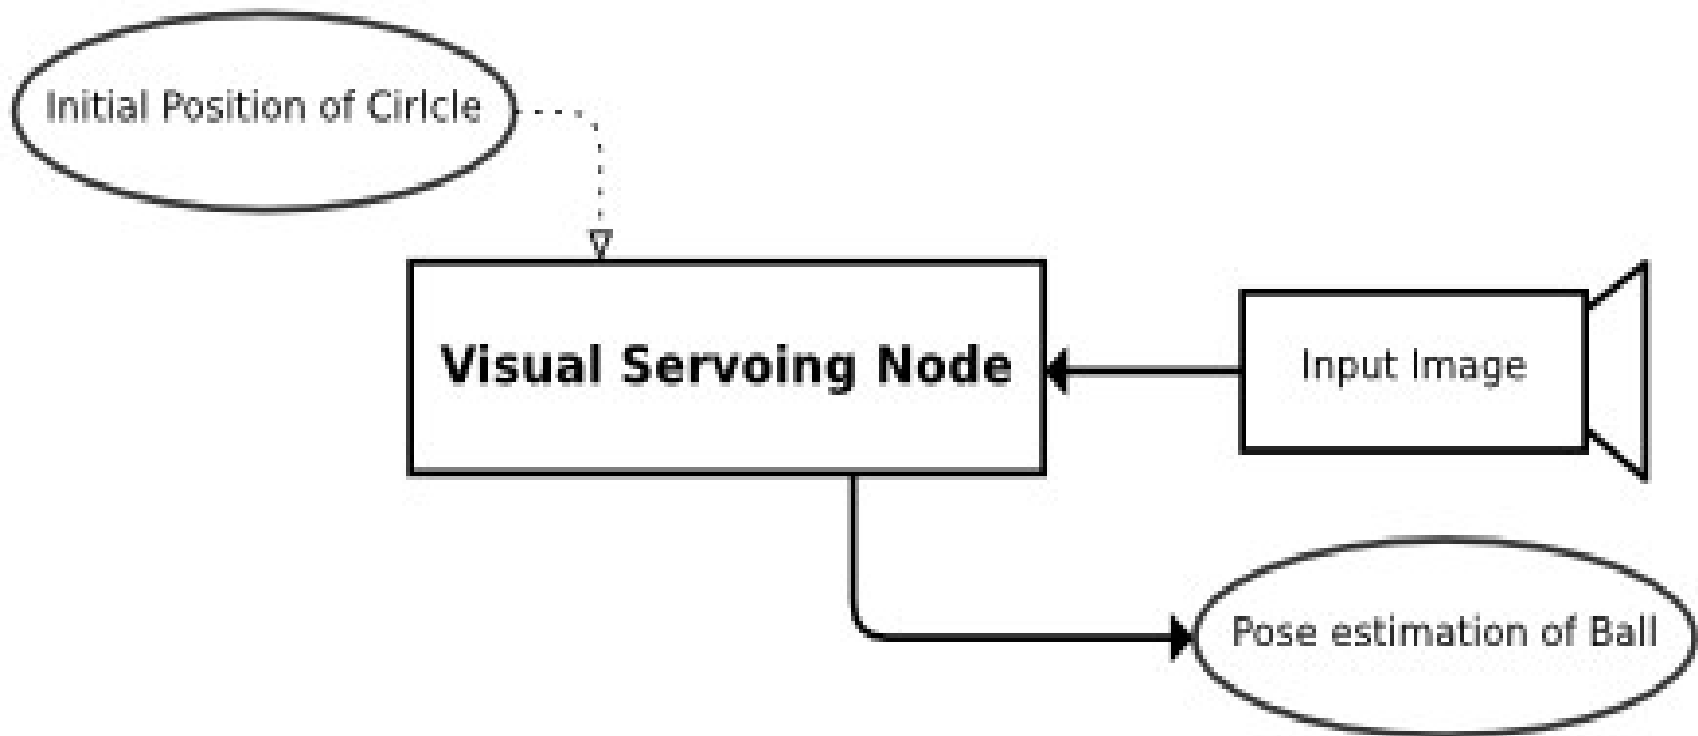 Initial Position of Cirlcle
Visual Servoing Node
Input Image
Pose estimation of Ball